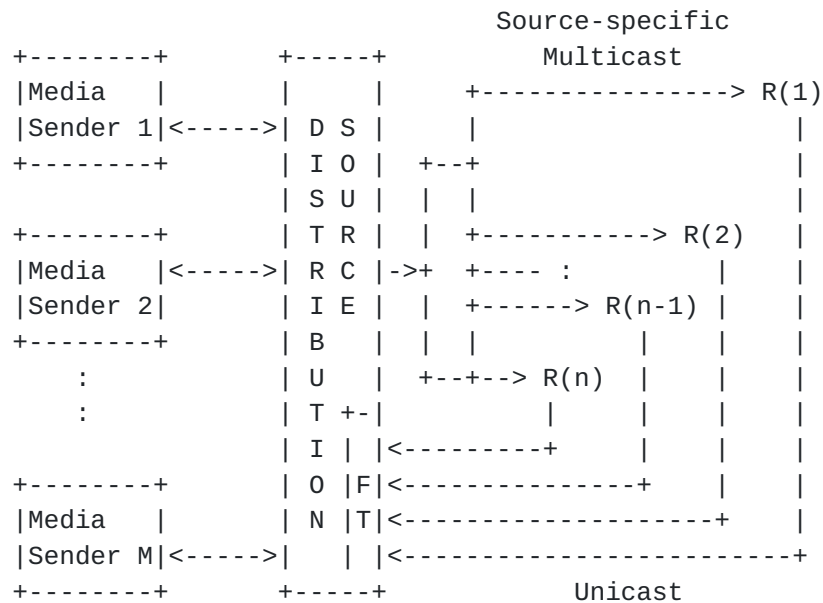 Source-specific
+--------+       +-----+               Multicast
|Media   |       |     |     +----------------> R(1)
|Sender 1|<----->| D S |     |                    |
+--------+       | I O |  +--+                    |
                 | S U |  |  |                    |
+--------+       | T R |  |  +-----------> R(2)   |
|Media   |<----->| R C |->+  +---- :         |    |
|Sender 2|       | I E |  |  +------> R(n-1) |    |
+--------+       | B   |  |  |         |     |    |
    :            | U   |  +--+--> R(n) |     |    |
    :            | T +-|          |    |     |    |
                 | I | |<---------+    |     |    |
+--------+       | O |F|<--------------+     |    |
|Media   |       | N |T|<--------------------+    |
|Sender M|<----->|   | |<-------------------------+
+--------+       +-----+            Unicast